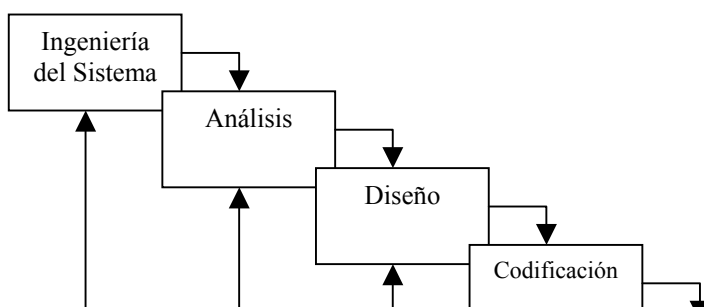 Ingeniería
del Sistema
Análisis
Diseño
Codificación